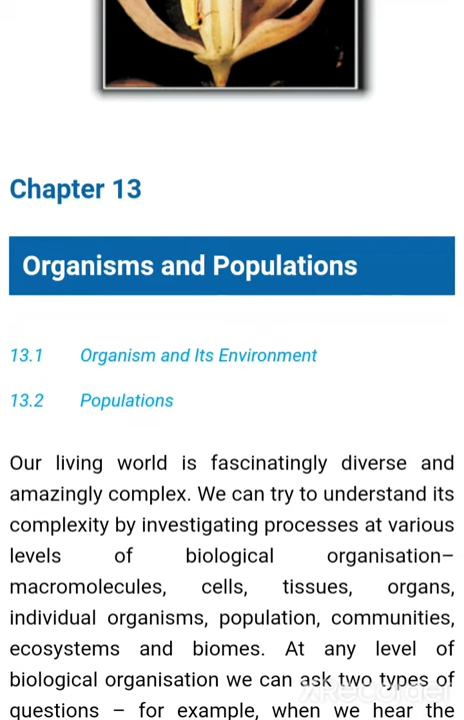 Chapter 13
Organisms and Populations
13.1 Organism and Its Environment
13.2 Populations
Our living world is fascinatingly diverse and
amazingly complex. We can try to understand its
complexity by investigating processes at various
levels of biological organisation–
macromolecules, cells, tissues, organs,
individual organisms, population, communities,
ecosystems and biomes. At any level of
biological organisation we can ask two types of
questions – for example, when we hear the
XRecorder